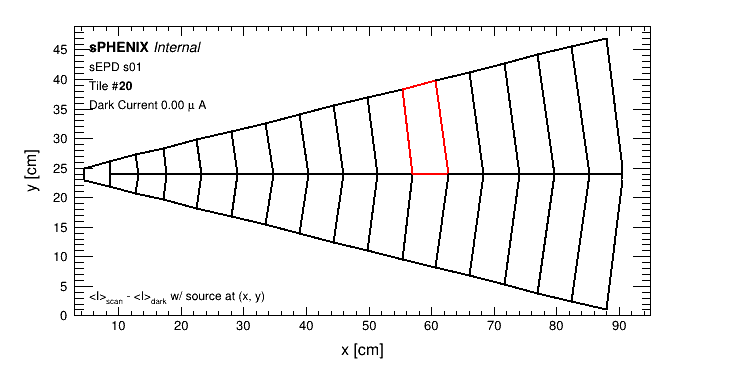 sPHENIX Internal
sEPD s01
Tile #20
Dark Current 0.00 μ A
<I>scan - <I>dark w/ source at (x, y)
y [cm]
45
40
35
30
25
20
15
10
5
0
10 20 30 40 50 60 70 80 90
x [cm]